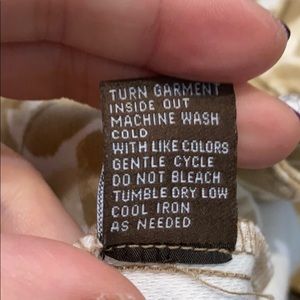 TURN GARMENT
INSIDE OUT
MACHINE WASH
COLD
WITH LIKE COLORS
GENTLE CYCLE
DO NOT BLEACH
TUMBLE DRY LOW
COOL IRON
AS NEEDED